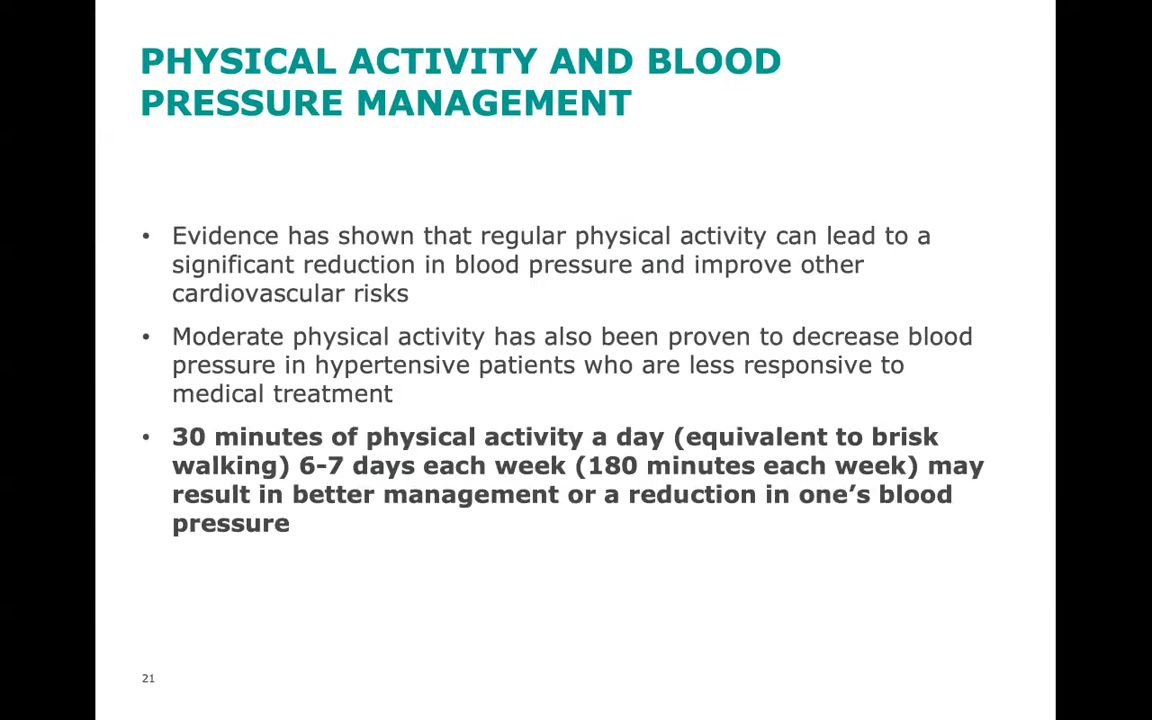 PHYSICAL ACTIVITY AND BLOOD
PRESSURE MANAGEMENT
• Evidence has shown that regular physical activity can lead to a
significant reduction in blood pressure and improve other
cardiovascular risks
• Moderate physical activity has also been proven to decrease blood
pressure in hypertensive patients who are less responsive to
medical treatment
• 30 minutes of physical activity a day (equivalent to brisk
walking) 6-7 days each week (180 minutes each week) may
result in better management or a reduction in one’s blood
pressure
21